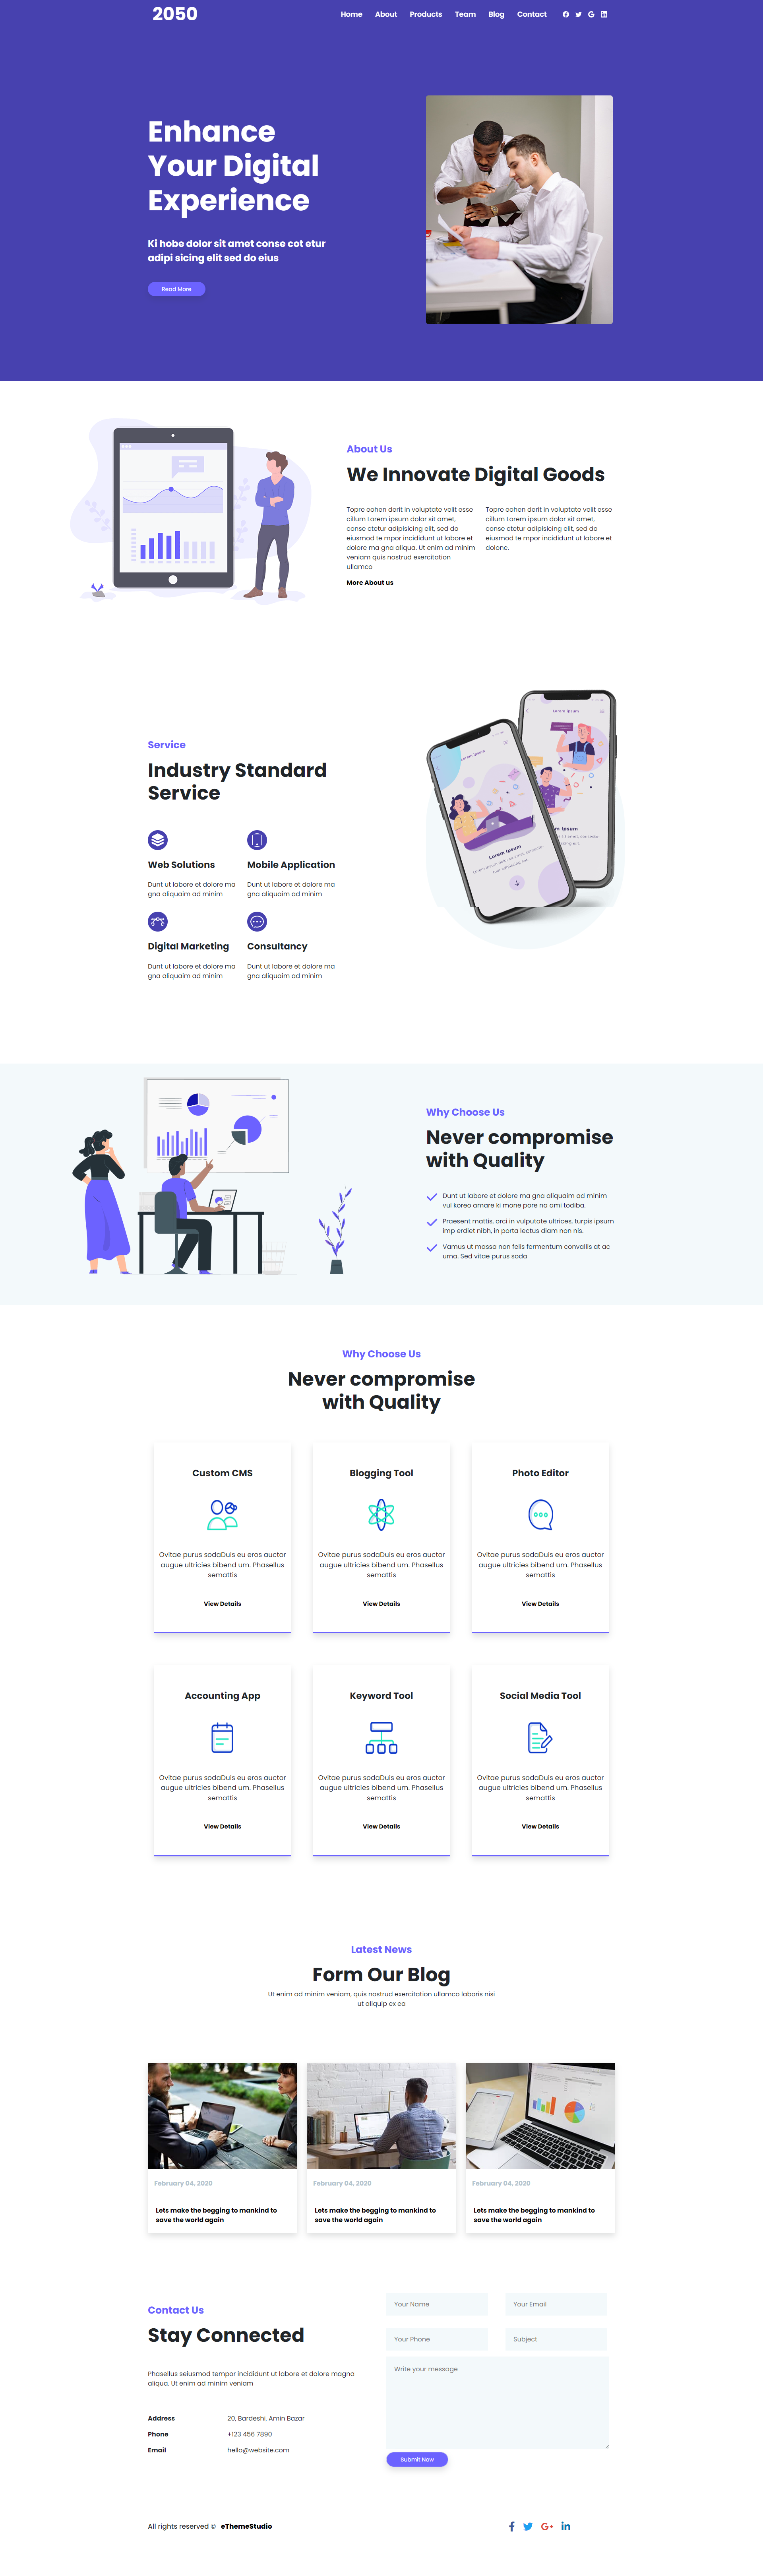 2050
Home About Products Team Blog Contact
Enhance
Your Digital
Experience
Ki hobe dolor sit amet conse cot etur
adipi sicing elit sed do eius
Read More
About Us
We Innovate Digital Goods
Topre eohen derit in voluptate velit esse
cillum Lorem ipsum dolor sit amet,
conse ctetur adipisicing elit, sed do
eiusmod te mpor incididunt ut labore et
dolore ma gna aliqua. Ut enim ad minim
veniam quis nostrud exercitation
ullamco
Topre eohen derit in voluptate velit esse
cillum Lorem ipsum dolor sit amet,
conse ctetur adipisicing elit, sed do
eiusmod te mpor incididunt ut labore et
dolone.
More About us
Service
Industry Standard
Service
Web Solutions
Dunt ut labore et dolore ma
gna aliquaim ad minim
Mobile Application
Dunt ut labore et dolore ma
gna aliquaim ad minim
Digital Marketing
Dunt ut labore et dolore ma
gna aliquaim ad minim
Consultancy
Dunt ut labore et dolore ma
gna aliquaim ad minim
Lorem Ipsum
Lorem Ipsum
Lorem Ipsum
Why Choose Us
Never compromise
with Quality
Dunt ut labore et dolore ma gna aliquaim ad minim
vul koreo amare ki mone pore na ami todiba.
Praesent mattis, orci in vulputate ultrices, turpis ipsum
imp erdiet nibh, in porta lectus diam non nis.
Vamus ut massa non felis fermentum convallis at ac
urna. Sed vitae purus soda
Why Choose Us
Never compromise
with Quality
Custom CMS
Ovitae purus sodaDuis eu eros auctor
augue ultricies bibend um. Phasellus
semattis
View Details
Blogging Tool
Ovitae purus sodaDuis eu eros auctor
augue ultricies bibend um. Phasellus
semattis
View Details
Photo Editor
Ovitae purus sodaDuis eu eros auctor
augue ultricies bibend um. Phasellus
semattis
View Details
Accounting App
Ovitae purus sodaDuis eu eros auctor
augue ultricies bibend um. Phasellus
semattis
View Details
Keyword Tool
Ovitae purus sodaDuis eu eros auctor
augue ultricies bibend um. Phasellus
semattis
View Details
Social Media Tool
Ovitae purus sodaDuis eu eros auctor
augue ultricies bibend um. Phasellus
semattis
View Details
Latest News
Form Our Blog
Ut enim ad minim veniam, quis nostrud exercitation ullamco laboris nisi
ut aliquip ex ea
February 04, 2020
Lets make the begging to mankind to
save the world again
February 04, 2020
Lets make the begging to mankind to
save the world again
February 04, 2020
Lets make the begging to mankind to
save the world again
Contact Us
Stay Connected
Phasellus seiusmod tempor incididunt ut labore et dolore magna
aliqua. Ut enim ad minim veniam
Address 20, Bardeshi, Amin Bazar
Phone +123 456 7890
Email hello@website.com
Your Name Your Email
Your Phone Subject
Write your message
Submit Now
All rights reserved © eThemeStudio